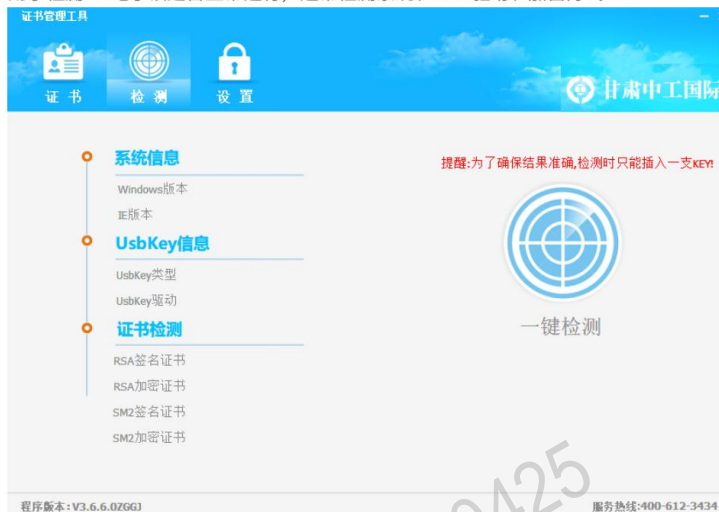 证书管理工具
证 书
检 测
设 置
甘肃中工国际
系统信息
Windows版本
IE版本
UsbKey信息
UsbKey类型
UsbKey驱动
证书检测
RSA签名证书
RSA加密证书
SM2签名证书
SM2加密证书
提醒:为了确保结果准确,检测时只能插入一支KEY!
一键检测
0425
程序版本:V3.6.6.0ZGGJ
服务热线:400-612-3434